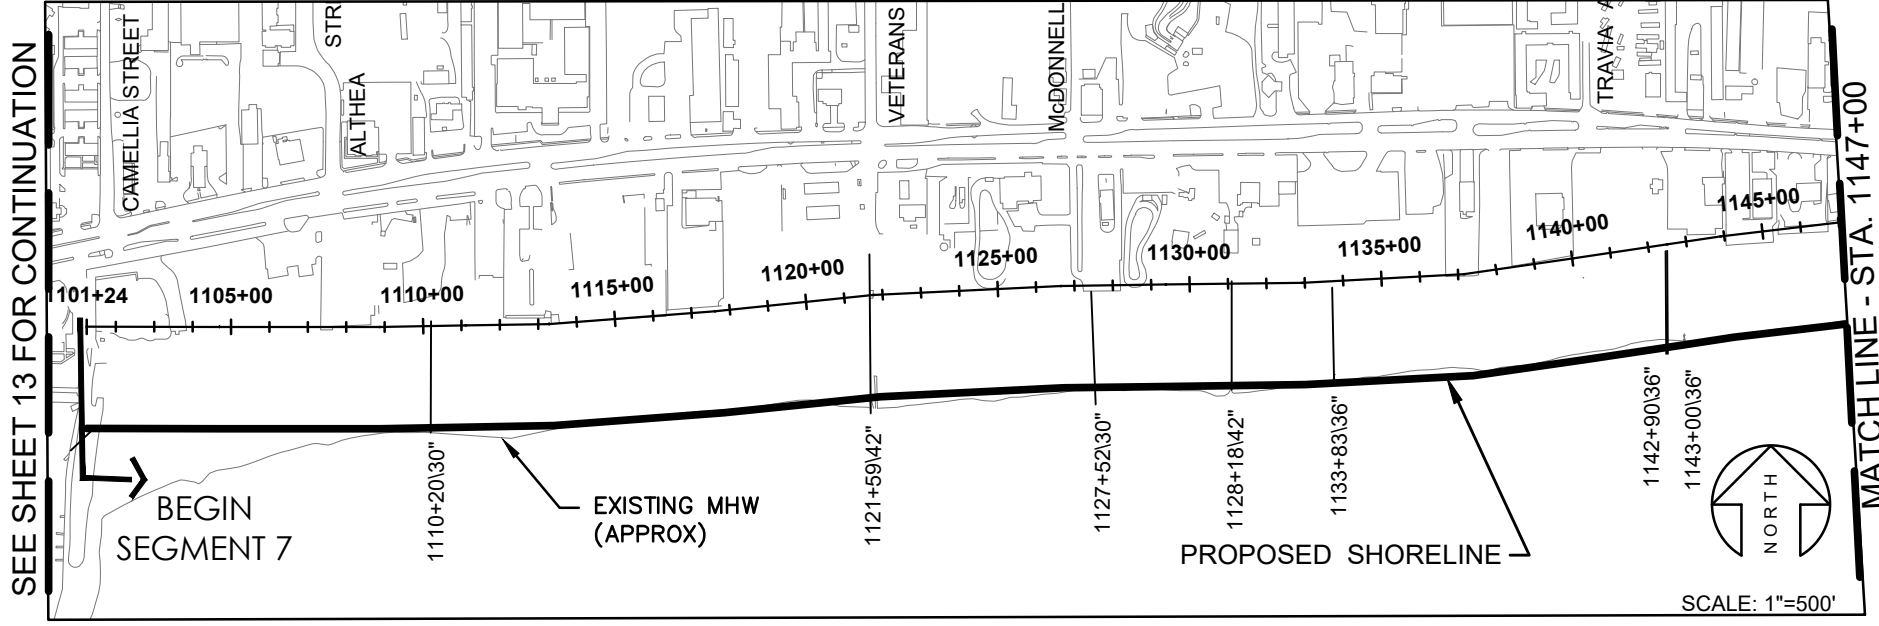 SEE SHEET 13 FOR CONTINUATION
CAMELLIA STREET
STR
ALTHEA
VETERANS
McDONNELL
TRAVIA A
MATCH LINE - STA. 1147+00
1101+24
1105+00
1110+00
1115+00
1120+00
1125+00
1130+00
1135+00
1140+00
1145+00
BEGIN
SEGMENT 7
1110+20\30"
EXISTING MHW
(APPROX)
1121+59\42"
1127+52\30"
1128+18\42"
1133+83\36"
1142+90\36"
1143+00\36"
PROPOSED SHORELINE
NORTH
SCALE: 1"=500'